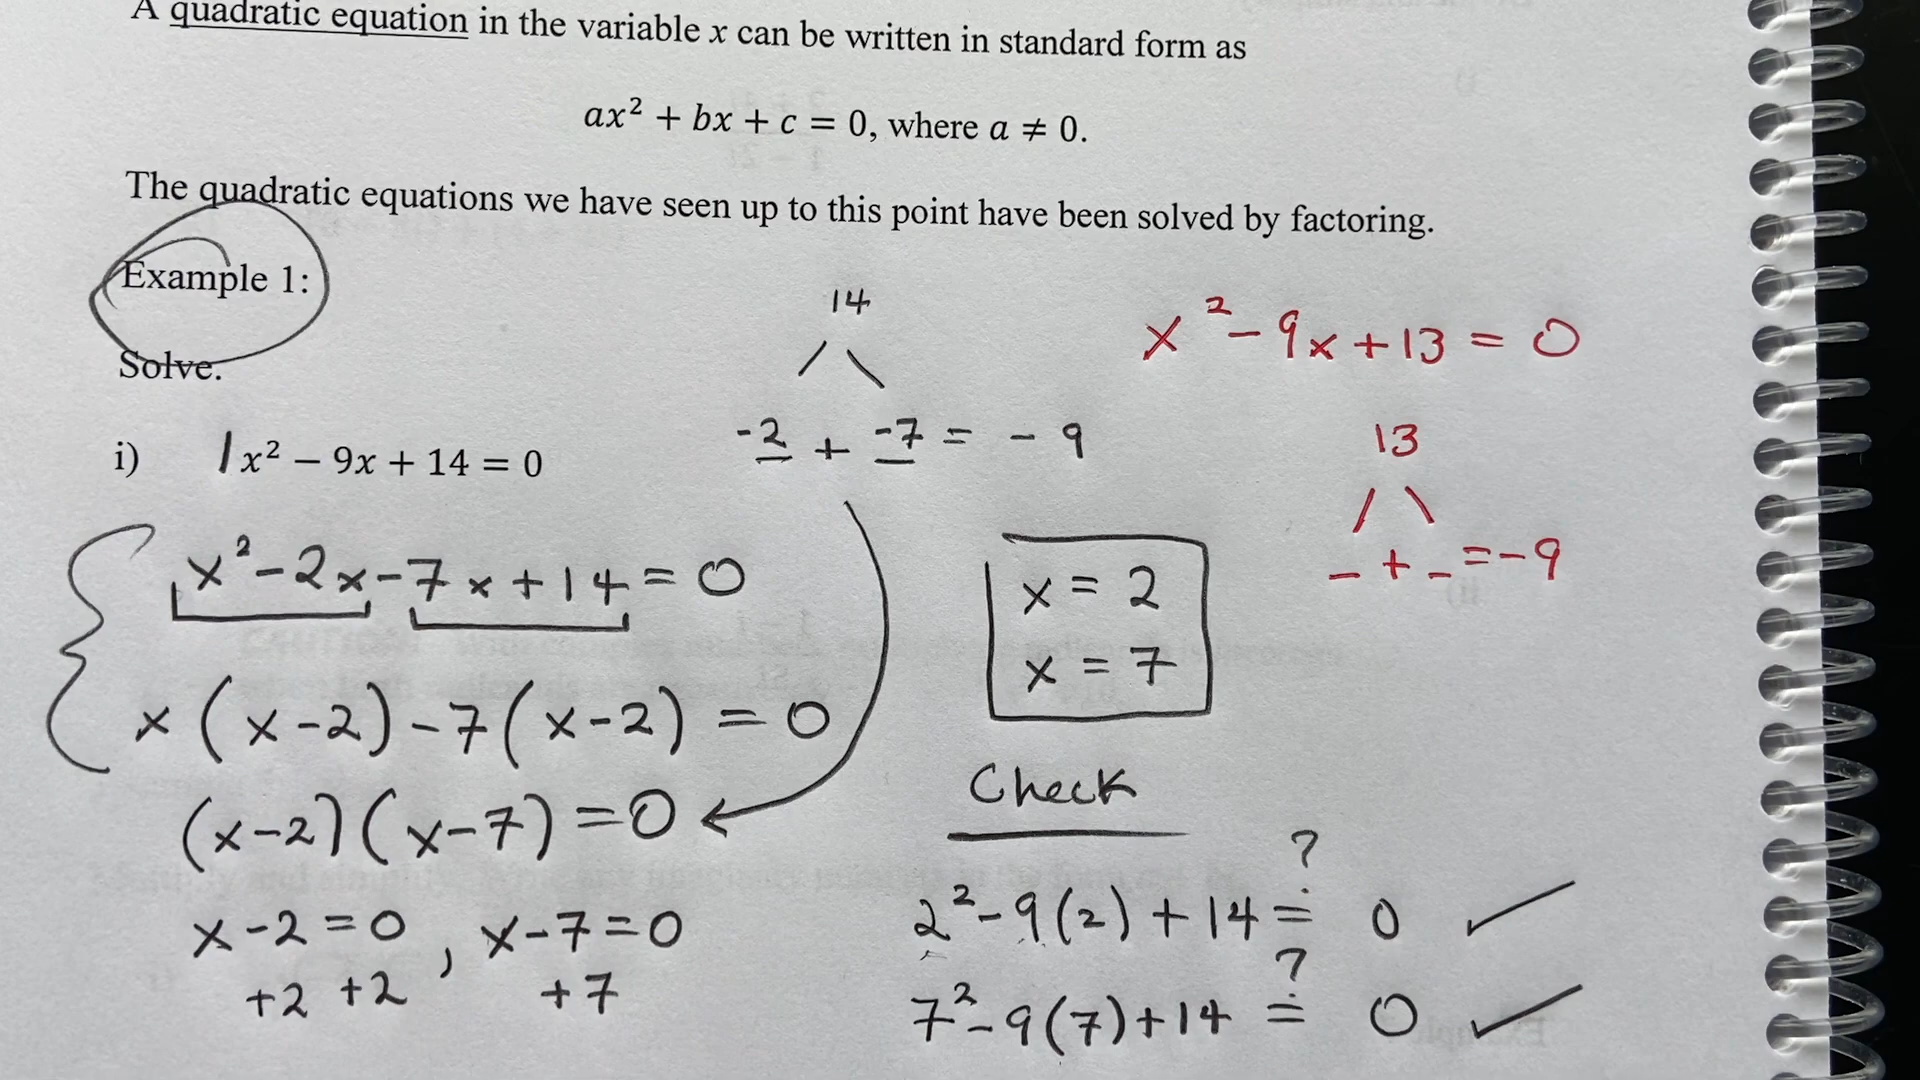 A quadratic equation in the variable x can be written in standard form as
ax² + bx + c = 0, where a ≠ 0.
The quadratic equations we have seen up to this point have been solved by factoring.
Example 1:
Solve.
i) 1x² − 9x + 14 = 0
14
-2 + -7 = -9
x² - 2x - 7x + 14 = 0
x(x-2) - 7(x-2) = 0
(x-2)(x-7) = 0
x-2=0, x-7=0
+2 +2 +7
x = 2
x = 7
Check
?
2² - 9(2) + 14 = 0 ✓
?
7² - 9(7) + 14 = 0 ✓
x² - 9x + 13 = 0
13
_ + _ = -9